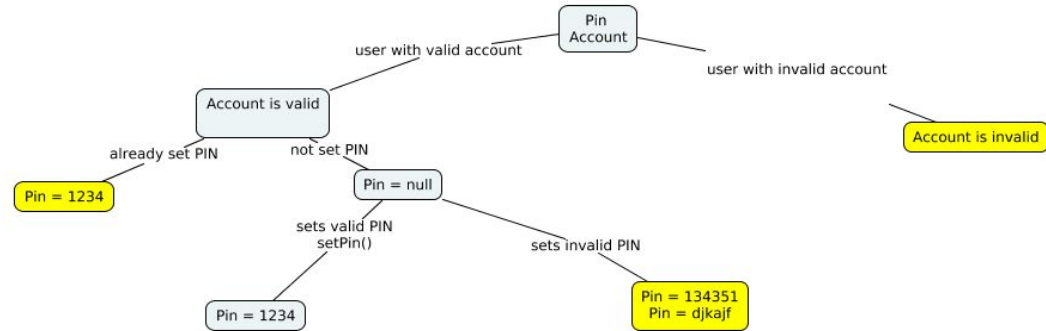 Pin
Account
user with valid account
user with invalid account
Account is valid
Account is invalid
already set PIN
not set PIN
Pin = 1234
Pin = null
sets valid PIN
setPin()
sets invalid PIN
Pin = 1234
Pin = 134351
Pin = djkajf